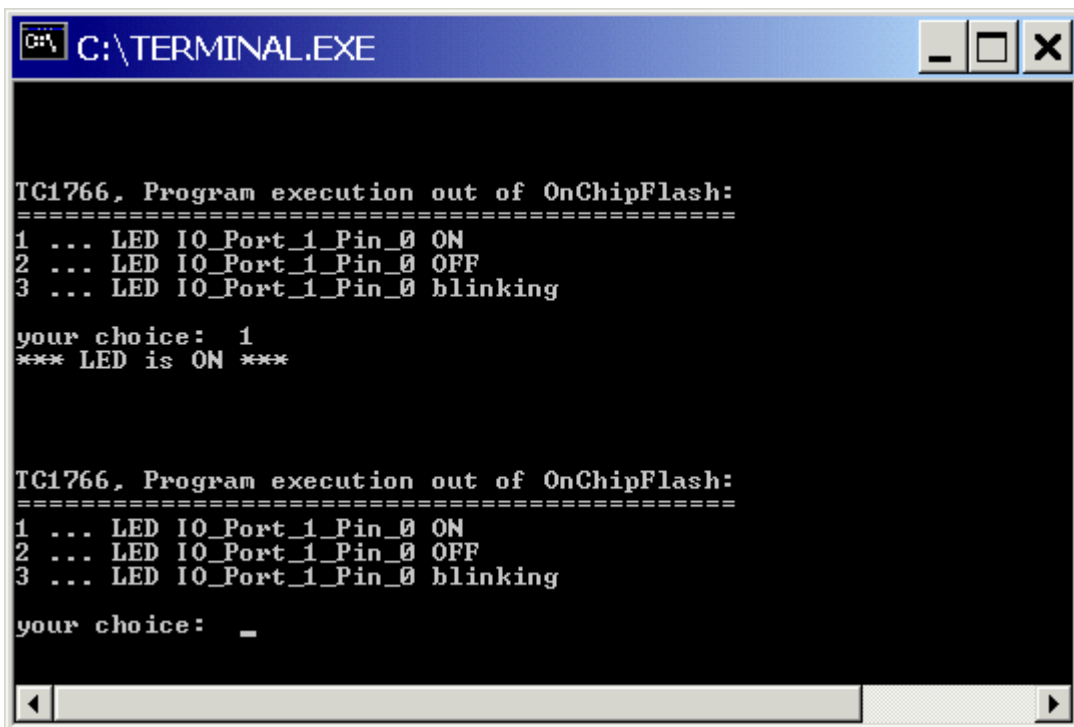 C:\TERMINAL.EXE
TC1766, Program execution out of OnChipFlash:
=============================================
1 ... LED IO_Port_1_Pin_0 ON
2 ... LED IO_Port_1_Pin_0 OFF
3 ... LED IO_Port_1_Pin_0 blinking
your choice:  1
*** LED is ON ***
TC1766, Program execution out of OnChipFlash:
=============================================
1 ... LED IO_Port_1_Pin_0 ON
2 ... LED IO_Port_1_Pin_0 OFF
3 ... LED IO_Port_1_Pin_0 blinking
your choice:  _